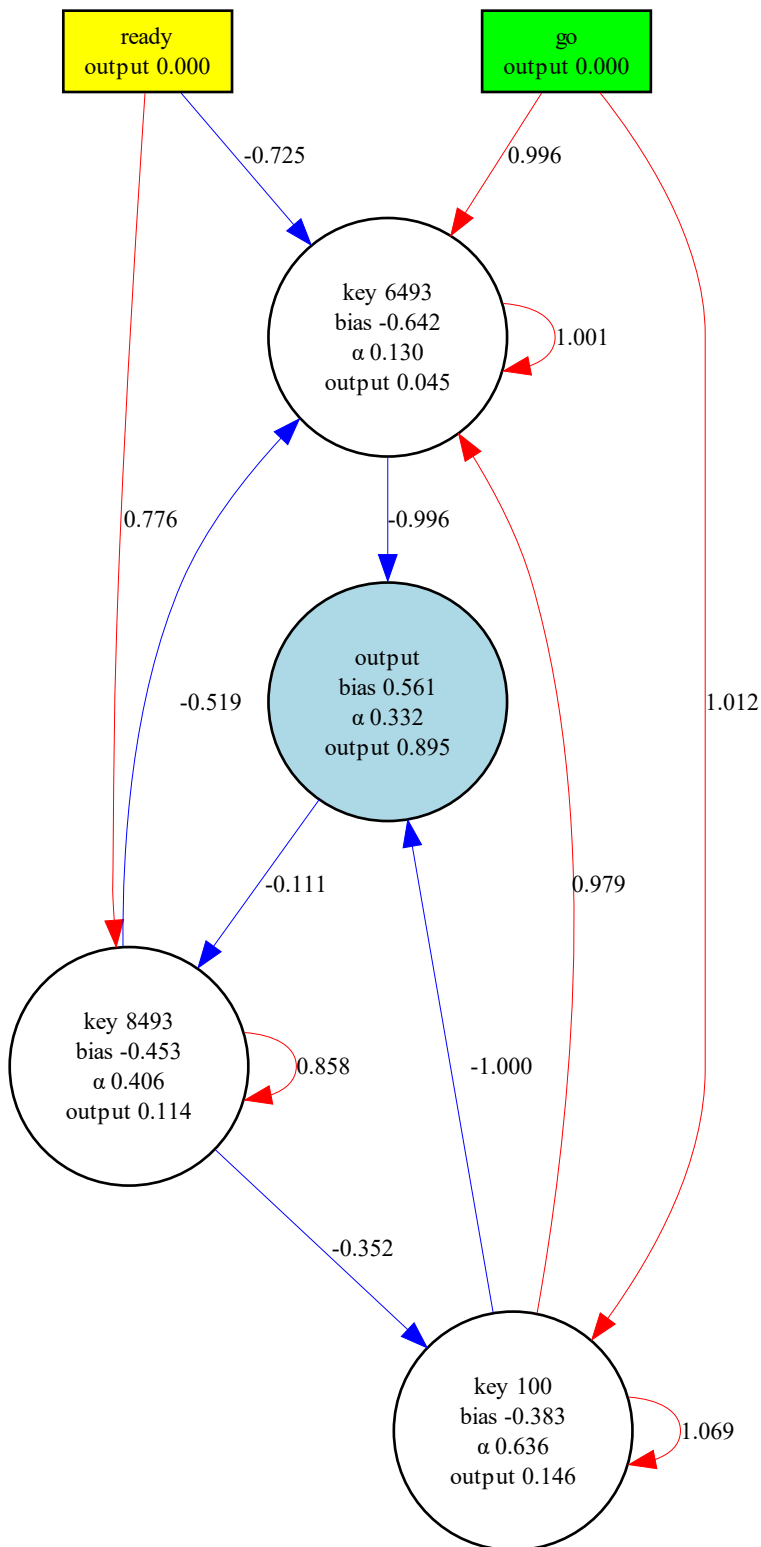 ready
output 0.000
go
output 0.000
-0.725
0.996
key 6493
bias -0.642
α 0.130
output 0.045
1.001
0.776
-0.996
-0.519
output
bias 0.561
α 0.332
output 0.895
1.012
-0.111
0.979
key 8493
bias -0.453
α 0.406
output 0.114
0.858
-1.000
-0.352
key 100
bias -0.383
α 0.636
output 0.146
1.069